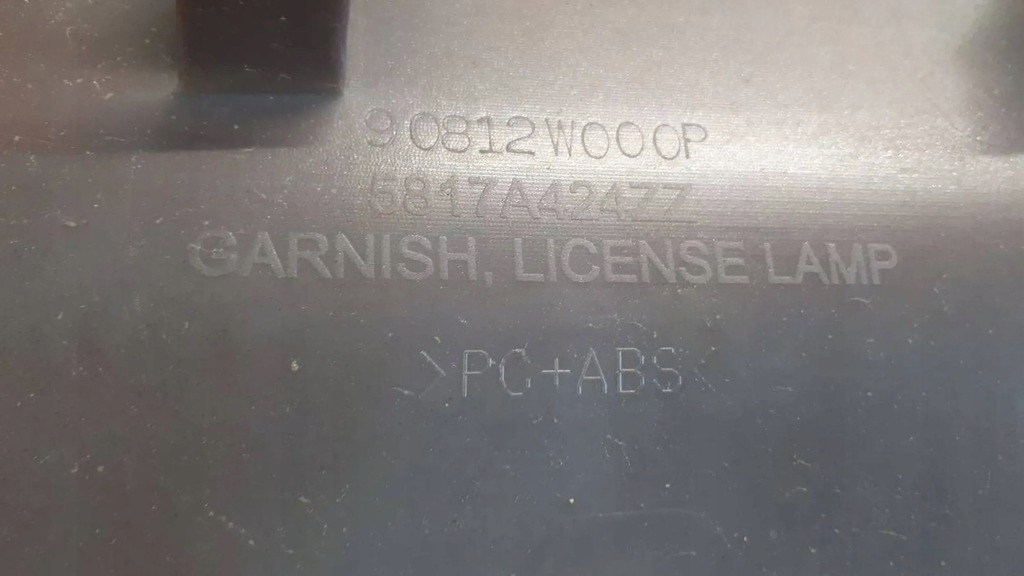 90812W000P
5817A424ZZ
GARNISH, LICENSE LAMP
>PC+ABS<